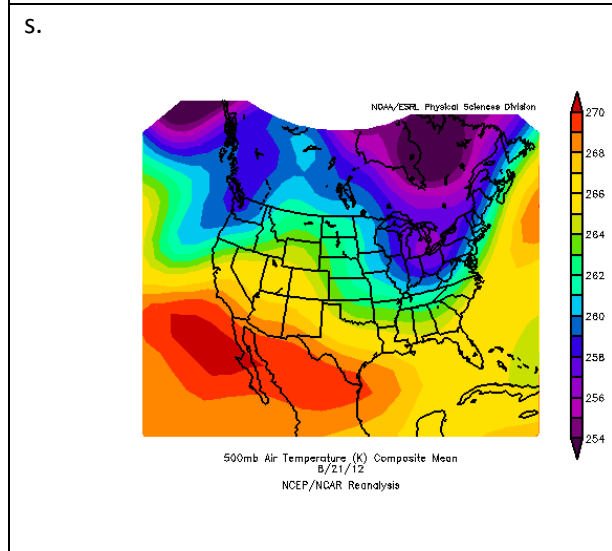 s.
NOAA/ESRL Physical Sciences Division
270
268
266
264
262
260
258
256
254
500mb Air Temperature (K) Composite Mean
8/21/12
NCEP/NCAR Reanalysis